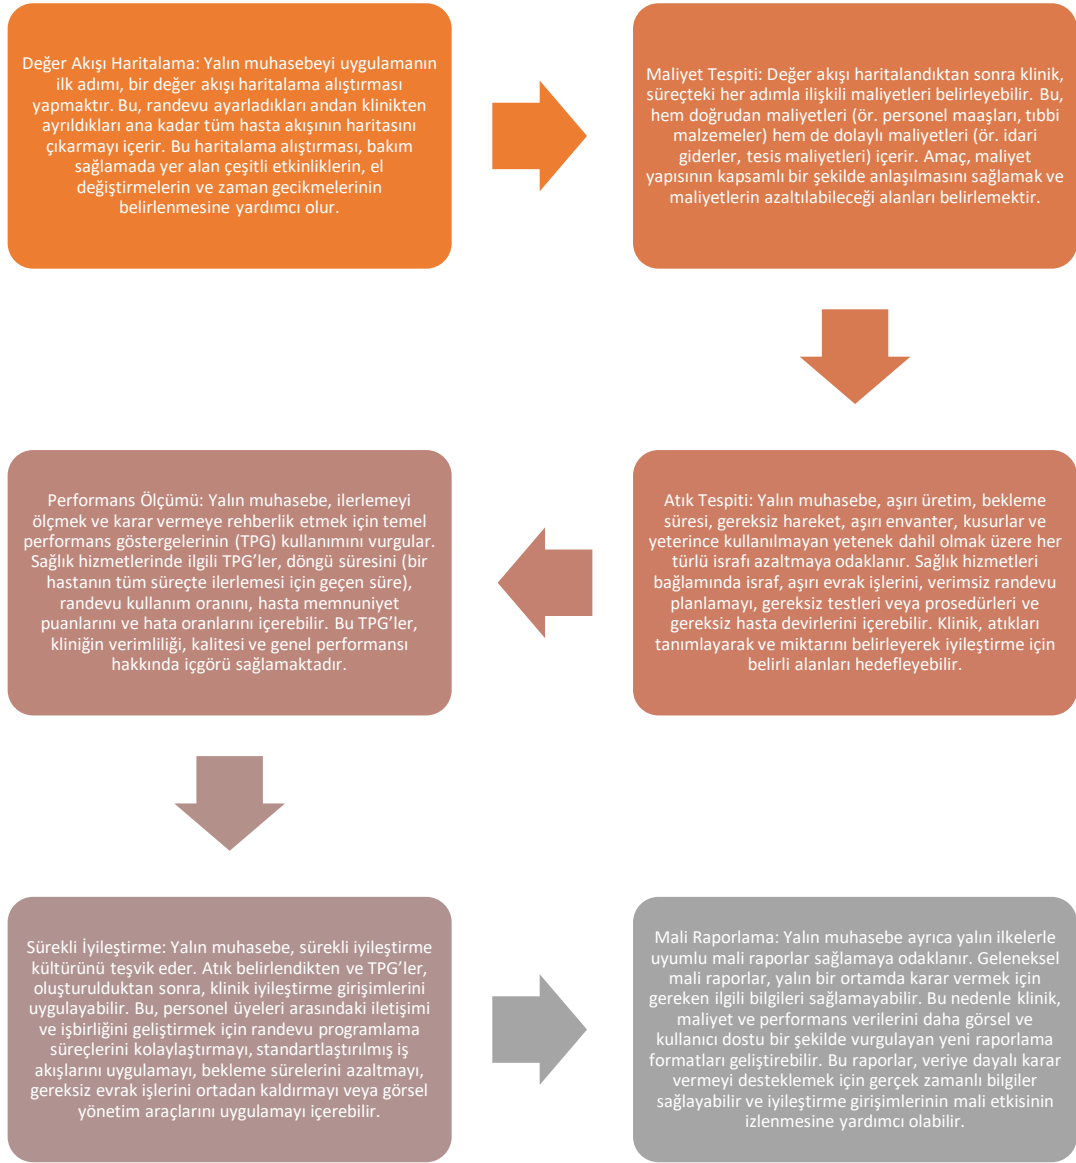 Değer Akışı Haritalama: Yalın muhasebeyi uygulamanın
ilk adımı, bir değer akışı haritalama alıştırması
yapmaktır. Bu, randevu ayarladıkları andan klinikten
ayrıldıkları ana kadar tüm hasta akışının haritasını
çıkarmayı içerir. Bu haritalama alıştırması, bakım
sağlamada yer alan çeşitli etkinliklerin, el
değiştirmelerin ve zaman gecikmelerinin
belirlenmesine yardımcı olur.
Maliyet Tespiti: Değer akışı haritalandıktan sonra klinik,
süreçteki her adımla ilişkili maliyetleri belirleyebilir. Bu,
hem doğrudan maliyetleri (ör. personel maaşları, tıbbi
malzemeler) hem de dolaylı maliyetleri (ör. idari
giderler, tesis maliyetleri) içerir. Amaç, maliyet
yapısının kapsamlı bir şekilde anlaşılmasını sağlamak ve
maliyetlerin azaltılabileceği alanları belirlemektir.
Atık Tespiti: Yalın muhasebe, aşırı üretim, bekleme
süresi, gereksiz hareket, aşırı envanter, kusurlar ve
yeterince kullanılmayan yetenek dahil olmak üzere her
türlü israfı azaltmaya odaklanır. Sağlık hizmetleri
bağlamında israf, aşırı evrak işlerini, verimsiz randevu
planlamayı, gereksiz testleri veya prosedürleri ve
gereksiz hasta devirlerini içerebilir. Klinik, atıkları
tanımlayarak ve miktarını belirleyerek iyileştirme için
belirli alanları hedefleyebilir.
Performans Ölçümü: Yalın muhasebe, ilerlemeyi
ölçmek ve karar vermeye rehberlik etmek için temel
performans göstergelerinin (TPG) kullanımını vurgular.
Sağlık hizmetlerinde ilgili TPG’ler, döngü süresini (bir
hastanın tüm süreçte ilerlemesi için geçen süre),
randevu kullanım oranını, hasta memnuniyet
puanlarını ve hata oranlarını içerebilir. Bu TPG’ler,
kliniğin verimliliği, kalitesi ve genel performansı
hakkında içgörü sağlamaktadır.
Sürekli İyileştirme: Yalın muhasebe, sürekli iyileştirme
kültürünü teşvik eder. Atık belirlendikten ve TPG’ler,
oluşturulduktan sonra, klinik iyileştirme girişimlerini
uygulayabilir. Bu, personel üyeleri arasındaki iletişimi
ve işbirliğini geliştirmek için randevu programlama
süreçlerini kolaylaştırmayı, standartlaştırılmış iş
akışlarını uygulamayı, bekleme sürelerini azaltmayı,
gereksiz evrak işlerini ortadan kaldırmayı veya görsel
yönetim araçlarını uygulamayı içerebilir.
Mali Raporlama: Yalın muhasebe ayrıca yalın ilkelerle
uyumlu mali raporlar sağlamaya odaklanır. Geleneksel
mali raporlar, yalın bir ortamda karar vermek için
gereken ilgili bilgileri sağlamayabilir. Bu nedenle klinik,
maliyet ve performans verilerini daha görsel ve
kullanıcı dostu bir şekilde vurgulayan yeni raporlama
formatları geliştirebilir. Bu raporlar, veriye dayalı karar
vermeyi desteklemek için gerçek zamanlı bilgiler
sağlayabilir ve iyileştirme girişimlerinin mali etkisinin
izlenmesine yardımcı olabilir.